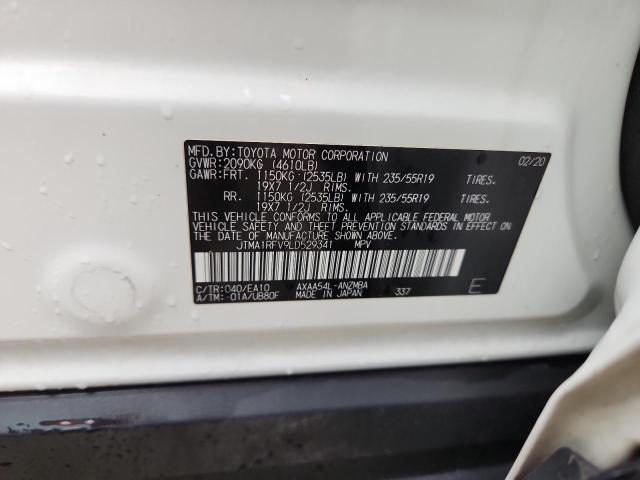 MFD.BY:TOYOTA MOTOR CORPORATION 02/20
GVWR:2090KG (4610LB)
GAWR:FRT. 1150KG (2535LB) WITH 235/55R19 TIRES.
19X7 1/2J RIMS.
RR. 1150KG (2535LB) WITH 235/55R19 TIRES.
19X7 1/2J RIMS.
THIS VEHICLE CONFORMS TO ALL APPLICABLE FEDERAL MOTOR
VEHICLE SAFETY, BUMPER, AND THEFT PREVENTION STANDARDS
IN EFFECT ON THE DATE OF MANUFACTURE SHOWN ABOVE.
JTMA1RFV9LD529341 MPV
C/TR:040/EA10 AXAA54L-ANZMBA
A/TM:-01A/UB80F MADE IN JAPAN 337 E